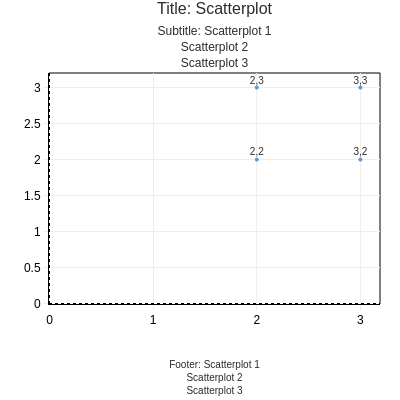 Title: Scatterplot
Subtitle: Scatterplot 1
Scatterplot 2
Scatterplot 3
3
2,3
3,3
2.5
2
2,2
3,2
1.5
1
0.5
0
0
1
2
3
Footer: Scatterplot 1
Scatterplot 2
Scatterplot 3